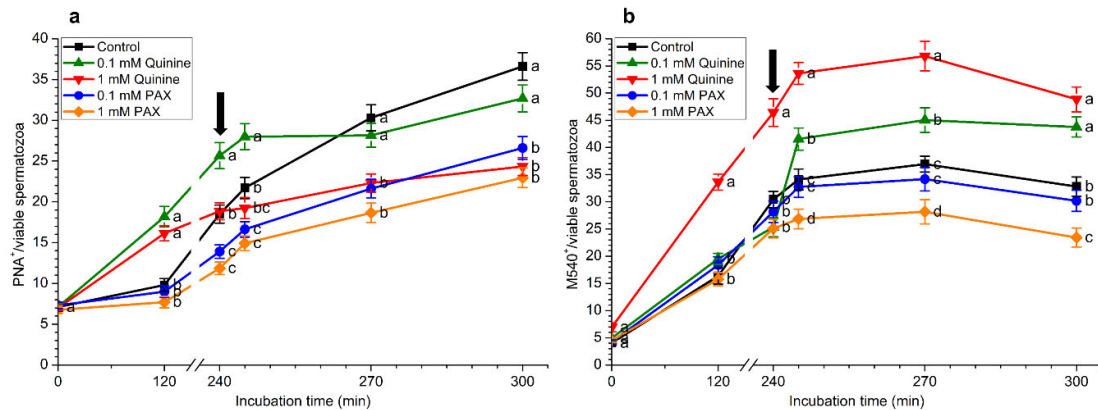 a
PNA⁺/viable spermatozoa
40
35
30
25
20
15
10
5
0
Control
0.1 mM Quinine
1 mM Quinine
0.1 mM PAX
1 mM PAX
a
a
a
a
a
a
a
a
b
b
b
b
b
b
b
bc
b
b
b
c
c
c
c
b
b
0 120 240 270 300
Incubation time (min)
b
M540⁺/viable spermatozoa
60
55
50
45
40
35
30
25
20
15
10
5
0
Control
0.1 mM Quinine
1 mM Quinine
0.1 mM PAX
1 mM PAX
a
a
a
a
a
a
a
a
a
b
b
b
b
b
b
b
c
c
c
c
b
b
d
d
c
0 120 240 270 300
Incubation time (min)